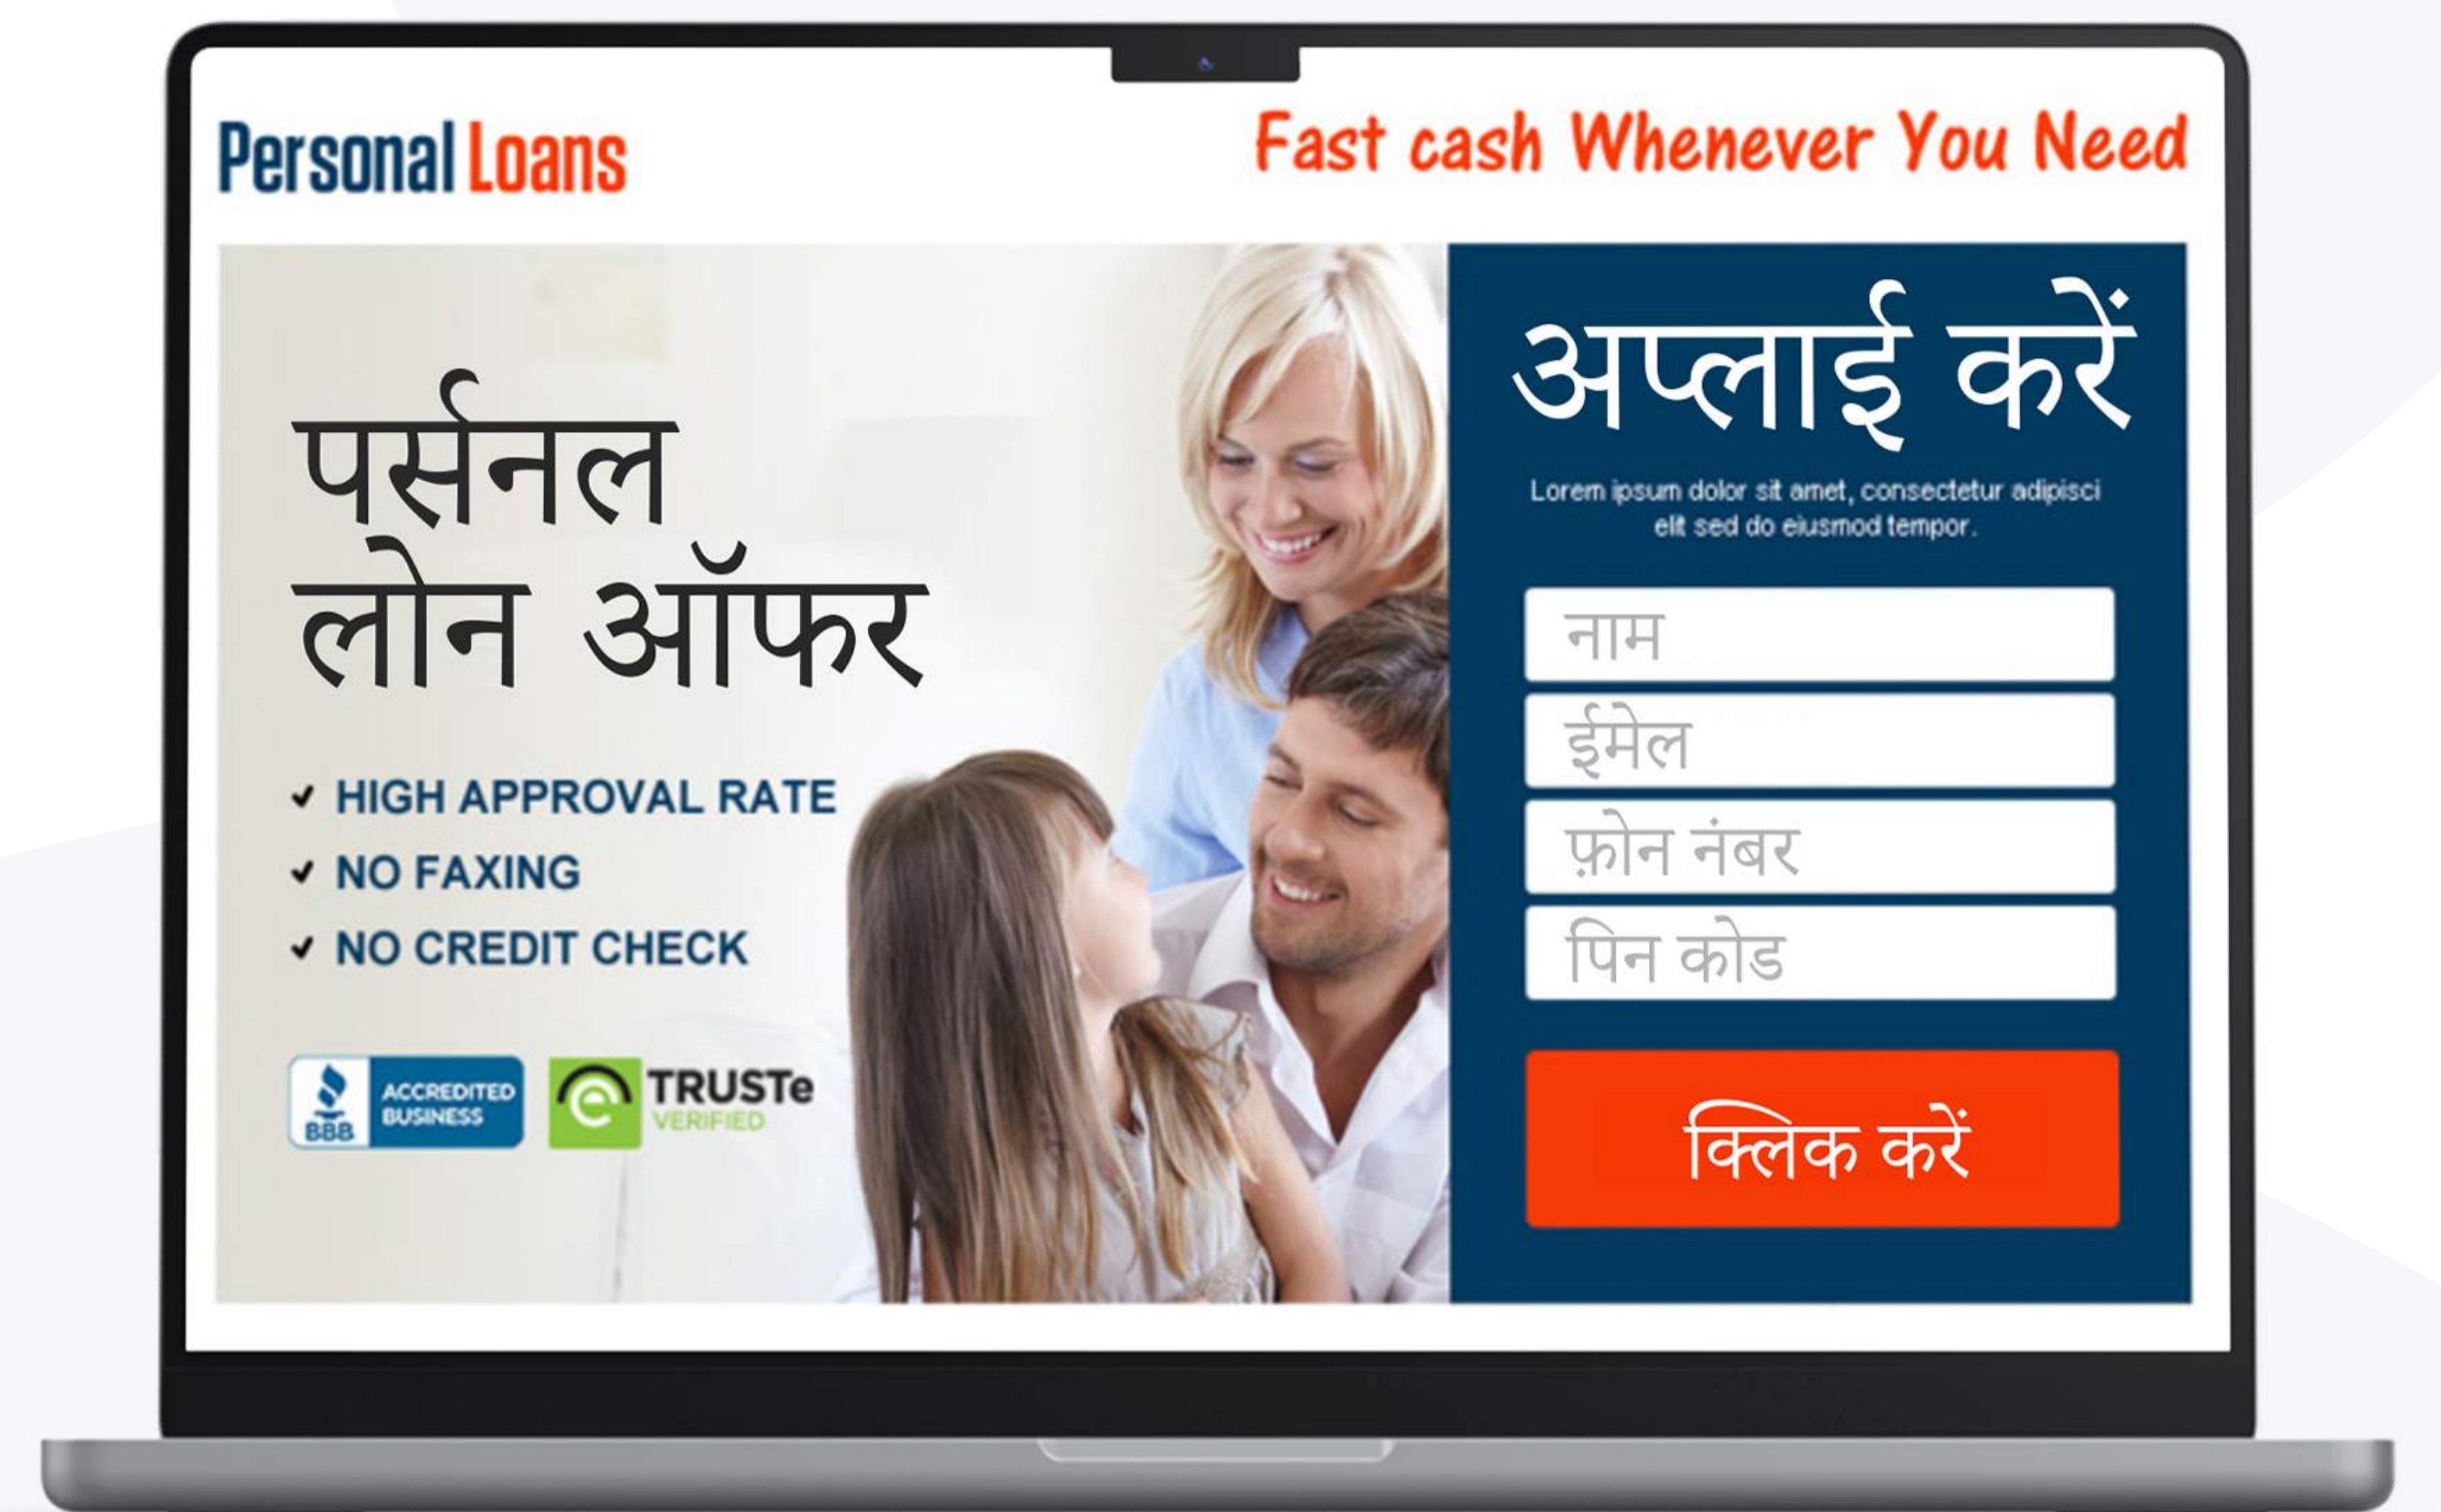 Personal Loans
Fast cash Whenever You Need
पर्सनल
लोन ऑफर
HIGH APPROVAL RATE
NO FAXING
NO CREDIT CHECK
BBB
ACCREDITED
BUSINESS
TRUSTe
VERIFIED
अप्लाई करें
Lorem ipsum dolor sit amet, consectetur adipisci
elit sed do eiusmod tempor.
नाम
ईमेल
फ़ोन नंबर
पिन कोड
क्लिक करें